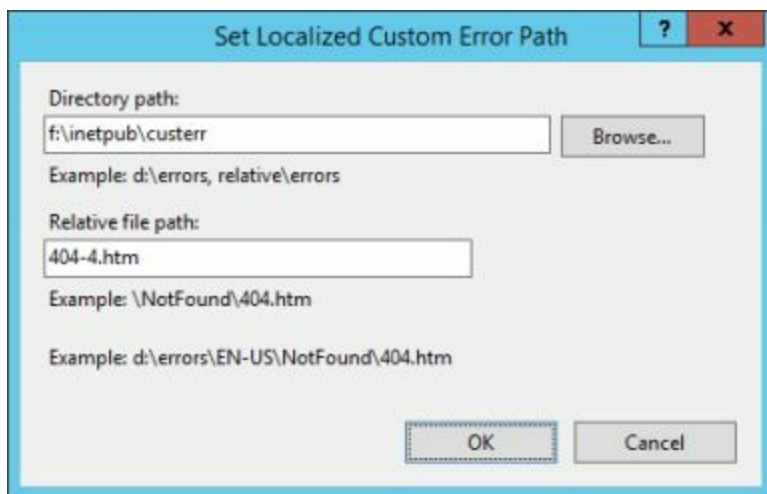 Set Localized Custom Error Path
? x
Directory path:
f:\inetpub\custerr
Browse...
Example: d:\errors, relative\errors
Relative file path:
404-4.htm
Example: \NotFound\404.htm
Example: d:\errors\EN-US\NotFound\404.htm
OK Cancel